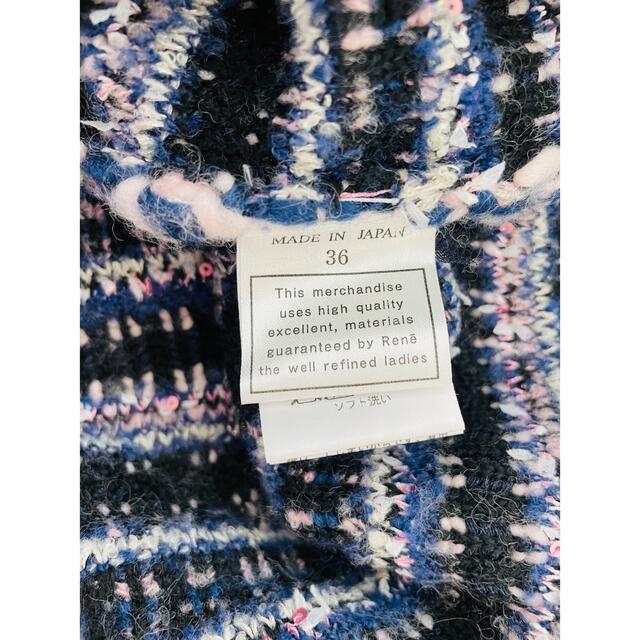 MADE IN JAPAN
36
This merchandise
uses high quality
excellent, materials
guaranteed by Renē
the well refined ladies
ソフト洗い